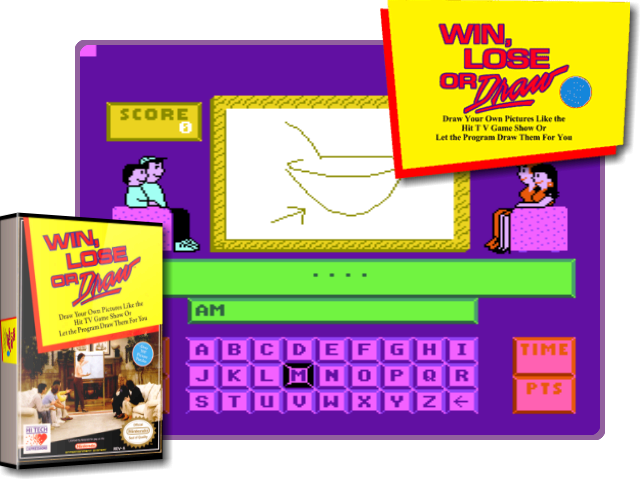 WIN,
LOSE
OR Draw
Draw Your Own Pictures Like the
Hit TV Game Show Or
Let the Program Draw Them For You
SCORE
0
....
AM
A B C D E F G H I
J K L M N O P Q R
S T U V W X Y Z ←
TIME
PTS
WIN,
LOSE
OR Draw
Draw Your Own Pictures Like the
Hit TV Game Show Or
Let the Program Draw Them For You
HI TECH
EXPRESSIONS
Nintendo